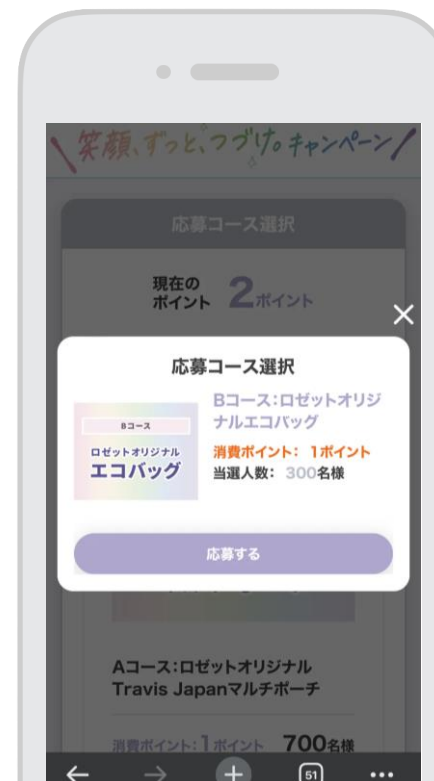 笑顔、ずっと、つづけ。キャンペーン
応募コース選択
現在の
ポイント 2ポイント
応募コース選択
Bコース
ロゼットオリジナル
エコバッグ
Bコース:ロゼットオリジ
ナルエコバッグ
消費ポイント: 1ポイント
当選人数: 300名様
応募する
Aコース:ロゼットオリジナル
Travis Japanマルチポーチ
消費ポイント:1ポイント 700名様
51